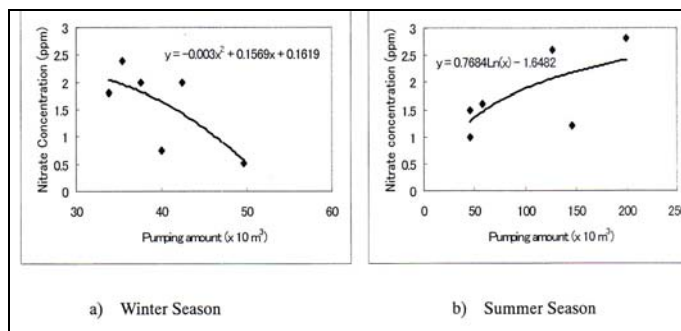 3
2.5
2
1.5
1
0.5
0
Nitrate Concentration (ppm)
y = -0.003x² + 0.1569x + 0.1619
30 40 50 60
Pumping amount (x 10 m³)
a) Winter Season
3
2.5
2
1.5
1
0.5
0
Nitrate concentration (ppm)
y = 0.7684Ln(x) - 1.6482
0 50 100 150 200 250
Pumping amount (x 10 m³)
b) Summer Season